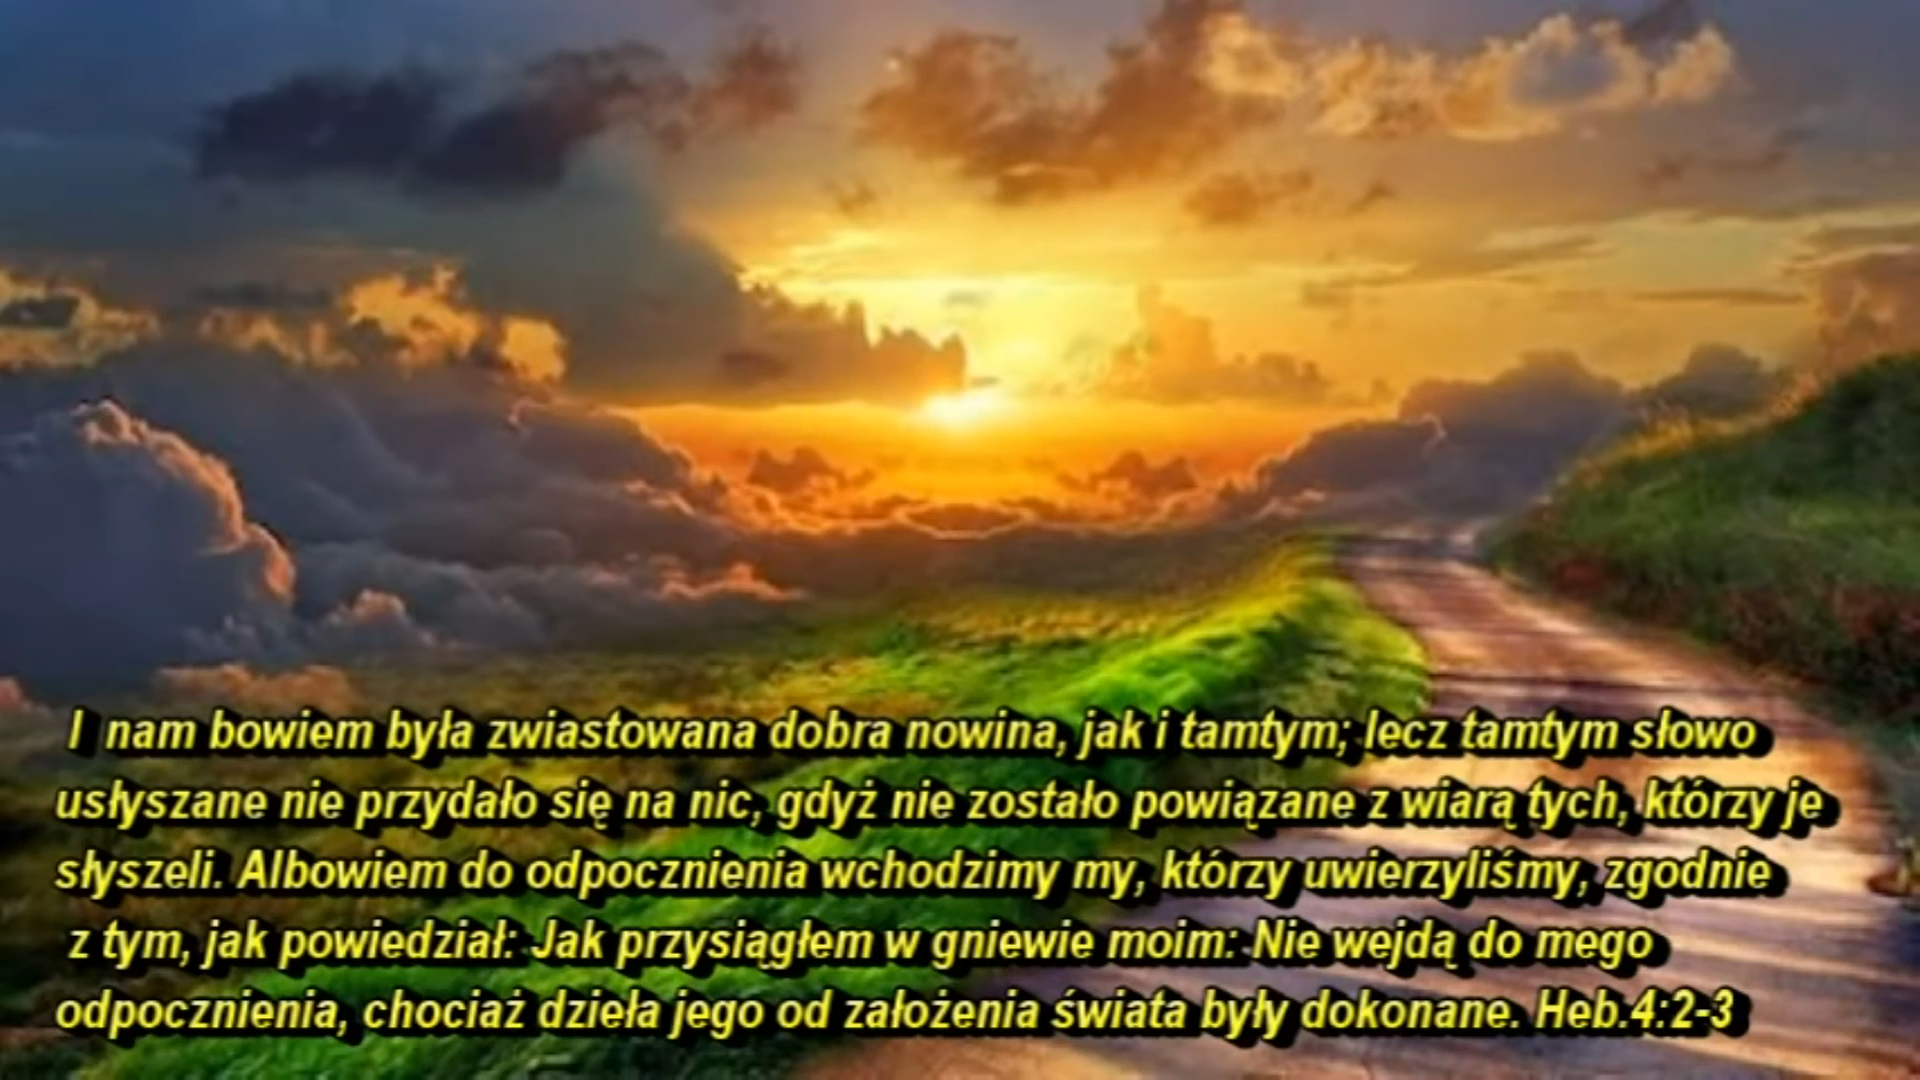 I nam bowiem była zwiastowana dobra nowina, jak i tamtym; lecz tamtym słowo
usłyszane nie przydało się na nic, gdyż nie zostało powiązane z wiarą tych, którzy je
słyszeli. Albowiem do odpocznienia wchodzimy my, którzy uwierzyliśmy, zgodnie
z tym, jak powiedział: Jak przysiągłem w gniewie moim: Nie wejdą do mego
odpocznienia, chociaż dzieła jego od założenia świata były dokonane. Heb.4:2-3